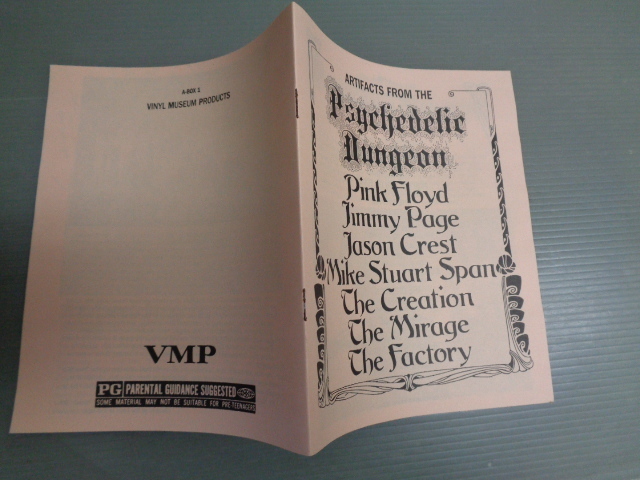 A-BOX 1
VINYL MUSEUM PRODUCTS
VMP
PG PARENTAL GUIDANCE SUGGESTED
SOME MATERIAL MAY NOT BE SUITABLE FOR PRE-TEENAGERS
ARTIFACTS FROM THE
Psychedelic
Dungeon
Pink Floyd
Jimmy Page
Jason Crest
Mike Stuart Span
The Creation
The Mirage
The Factory